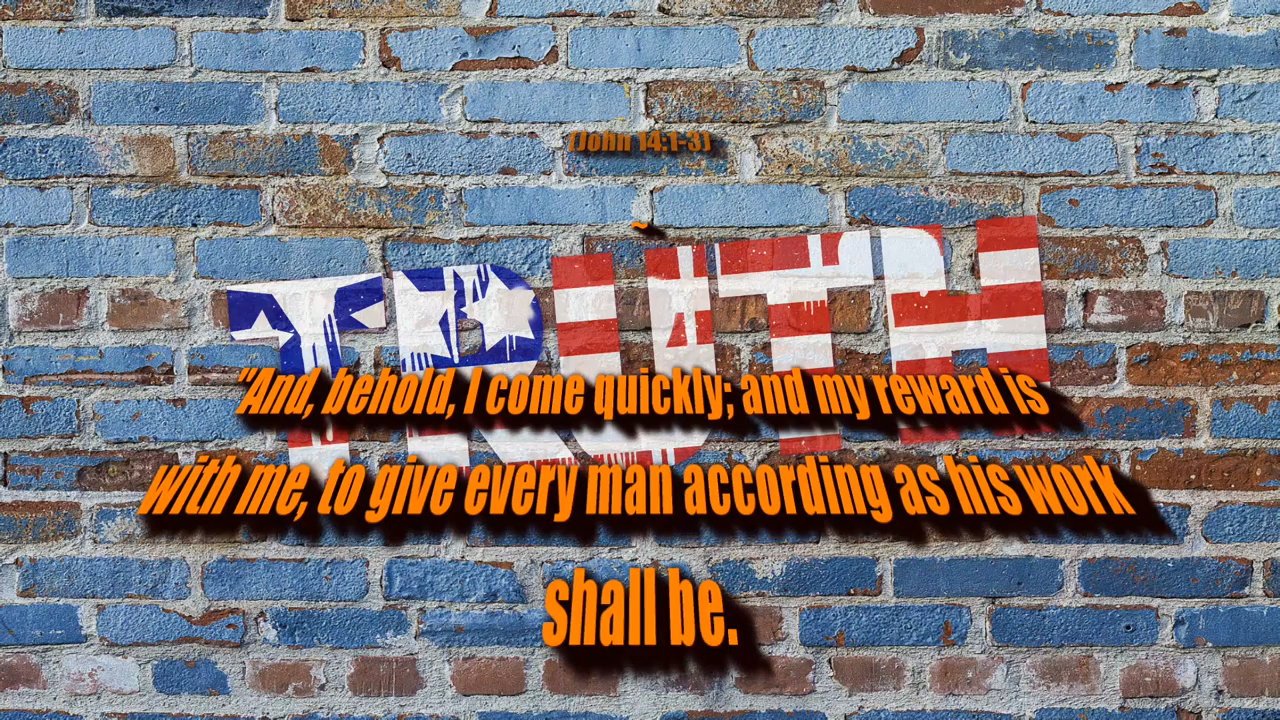 (John 14:1-3)
~
TRUTH
"And, behold, I come quickly; and my reward is
with me, to give every man according as his work
shall be.